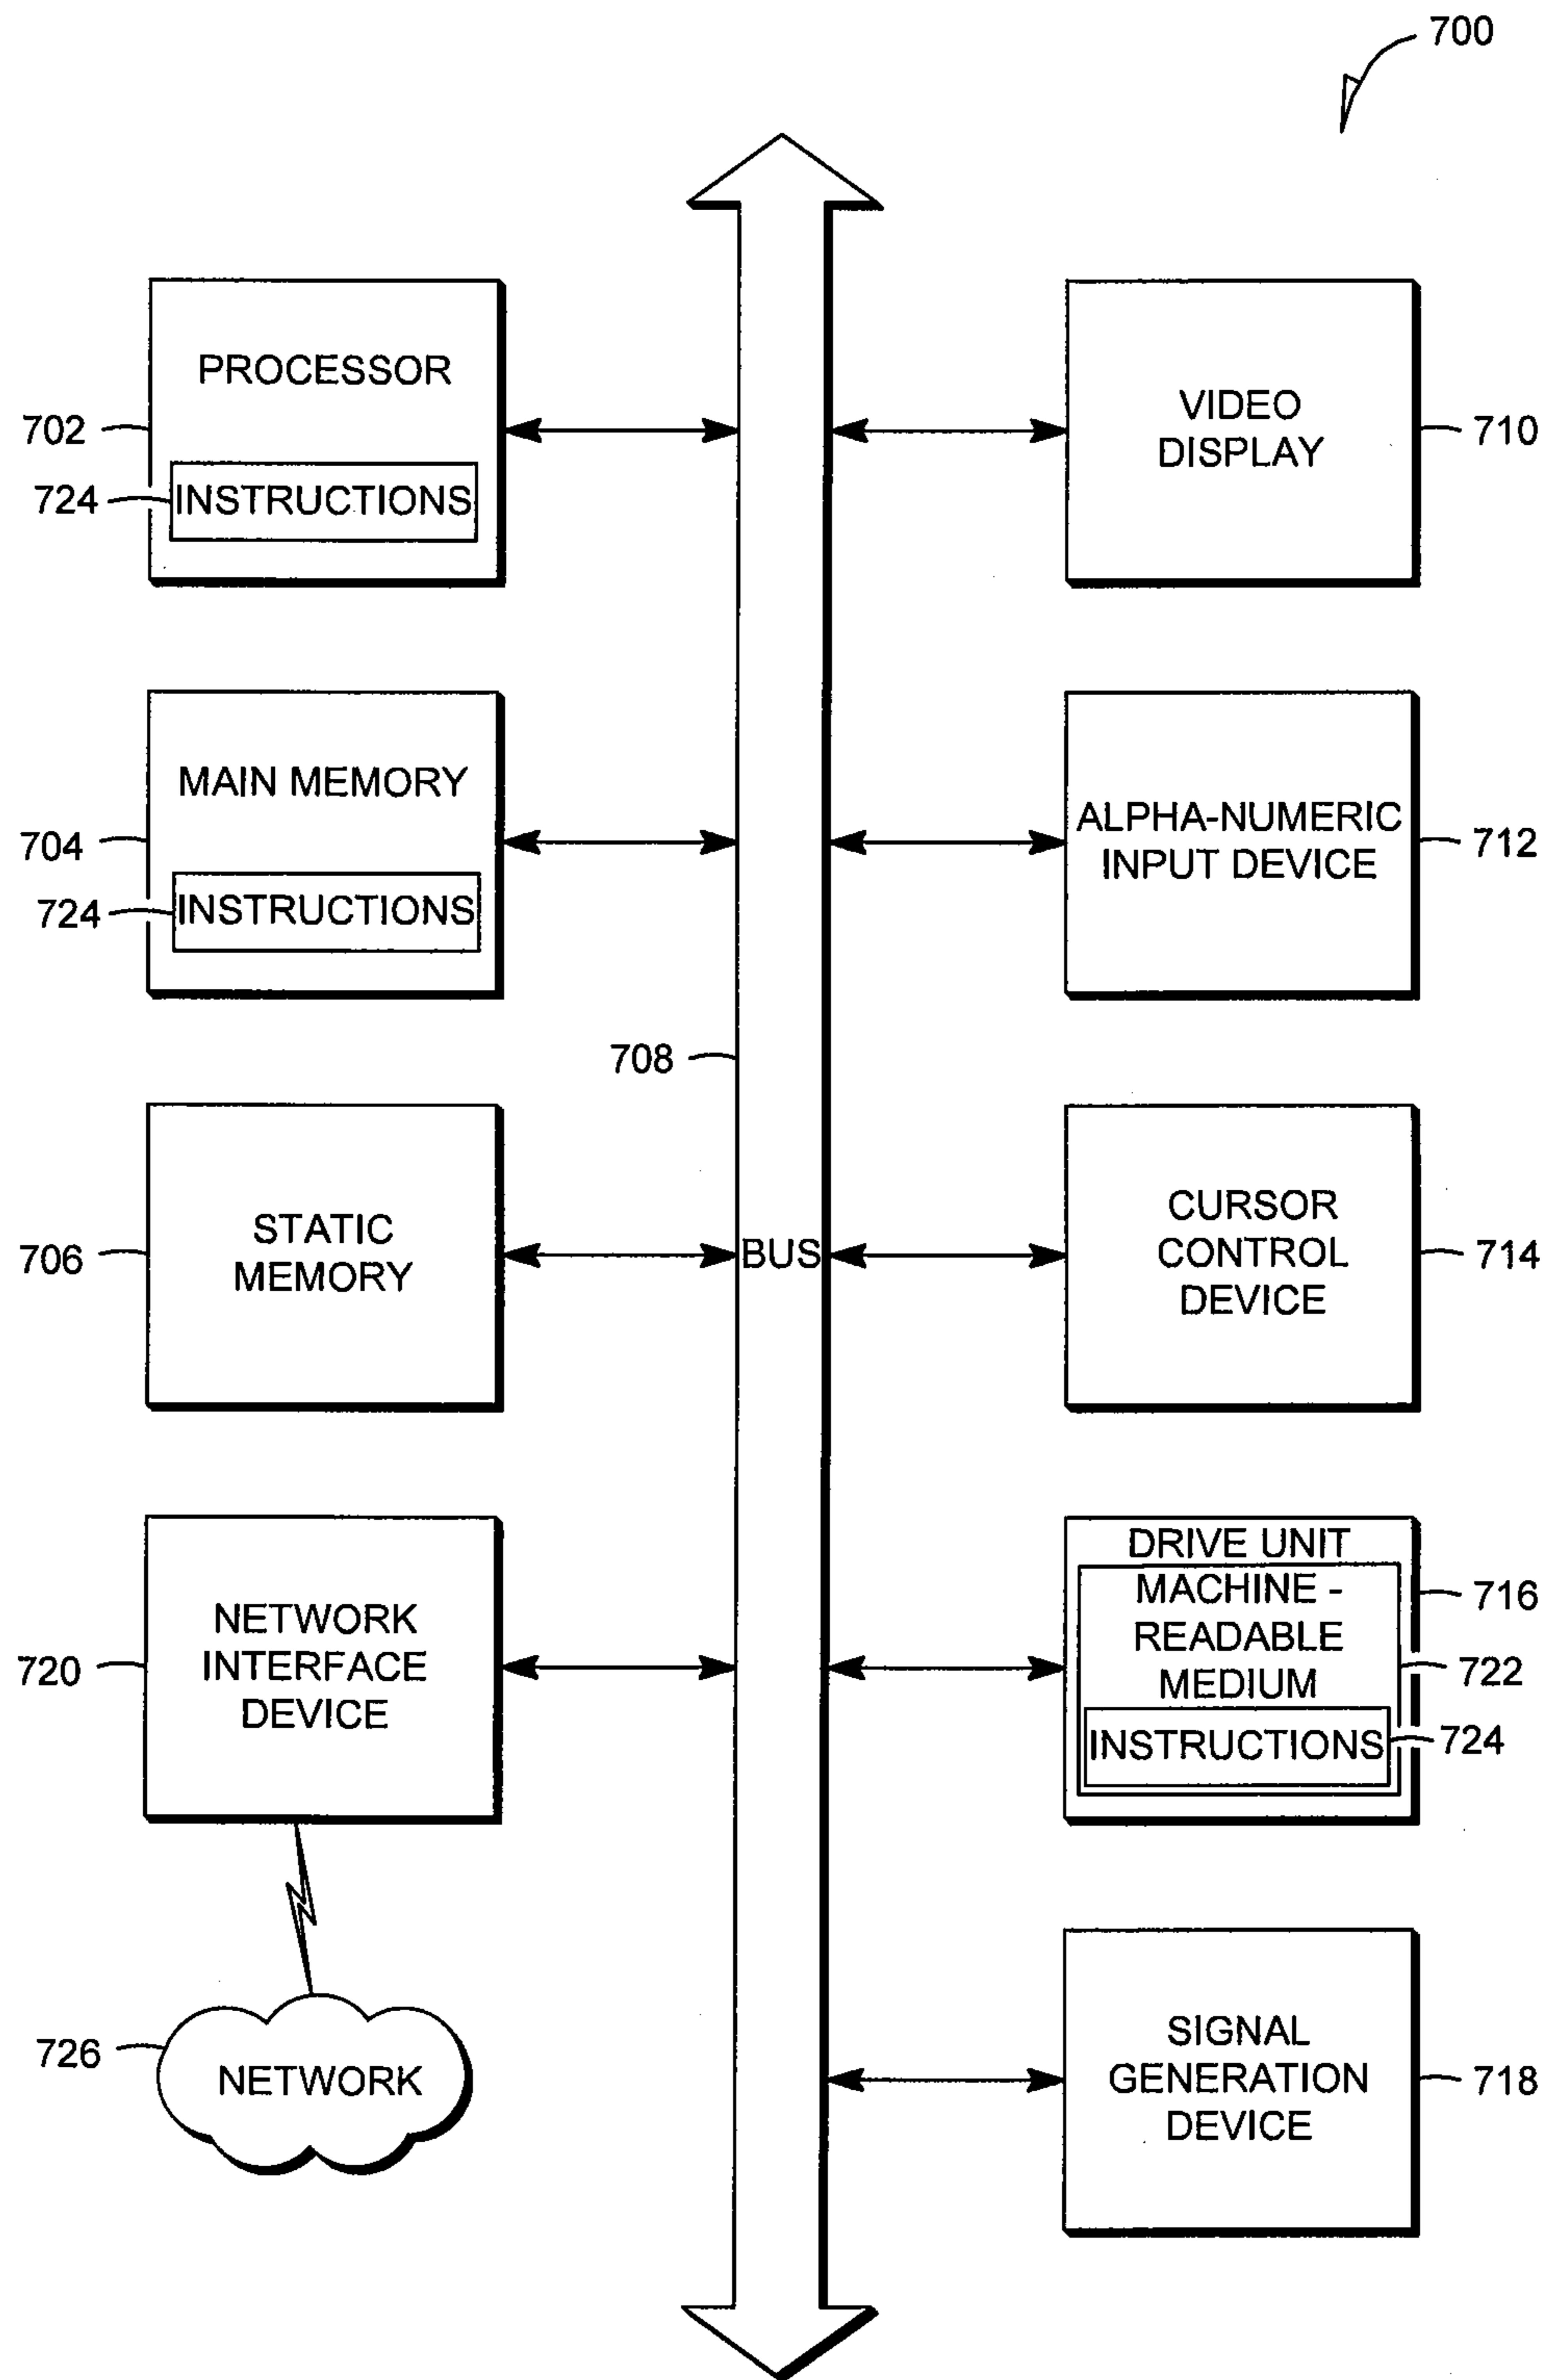 700
PROCESSOR
702
724
INSTRUCTIONS
VIDEO
DISPLAY
710
MAIN MEMORY
704
724
INSTRUCTIONS
ALPHA-NUMERIC
INPUT DEVICE
712
708
STATIC
MEMORY
706
BUS
CURSOR
CONTROL
DEVICE
714
NETWORK
INTERFACE
DEVICE
720
DRIVE UNIT
MACHINE -
READABLE
MEDIUM
716
722
INSTRUCTIONS
724
726
NETWORK
SIGNAL
GENERATION
DEVICE
718